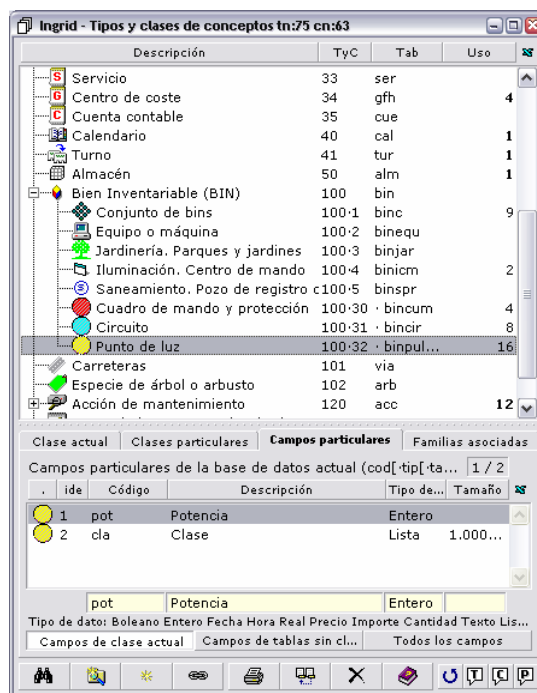 Ingrid - Tipos y clases de conceptos tn:75 cn:63
Descripción TyC Tab Uso
S Servicio 33 ser
G Centro de coste 34 gfh 4
C Cuenta contable 35 cue
Calendario 40 cal 1
Turno 41 tur 1
Almacén 50 alm 1
Bien Inventariable (BIN) 100 bin
Conjunto de bins 100·1 binc 9
Equipo o máquina 100·2 binequ
Jardinería. Parques y jardines 100·3 binjar
Iluminación. Centro de mando 100·4 binicm 2
S Saneamiento. Pozo de registro c 100·5 binspr
Cuadro de mando y protección 100·30 · bincum 4
Circuito 100·31 · bincir 8
Punto de luz 100·32 · binpul... 16
Carreteras 101 via
Especie de árbol o arbusto 102 arb
Acción de mantenimiento 120 acc 12
Clase actual Clases particulares Campos particulares Familias asociadas
Campos particulares de la base de datos actual (cod[·tip[·ta... 1 / 2
. ide Código Descripción Tipo de... Tamaño
1 pot Potencia Entero
2 cla Clase Lista 1.000...
pot Potencia Entero
Tipo de dato: Boleano Entero Fecha Hora Real Precio Importe Cantidad Texto Lis...
Campos de clase actual Campos de tablas sin cl... Todos los campos
T C P